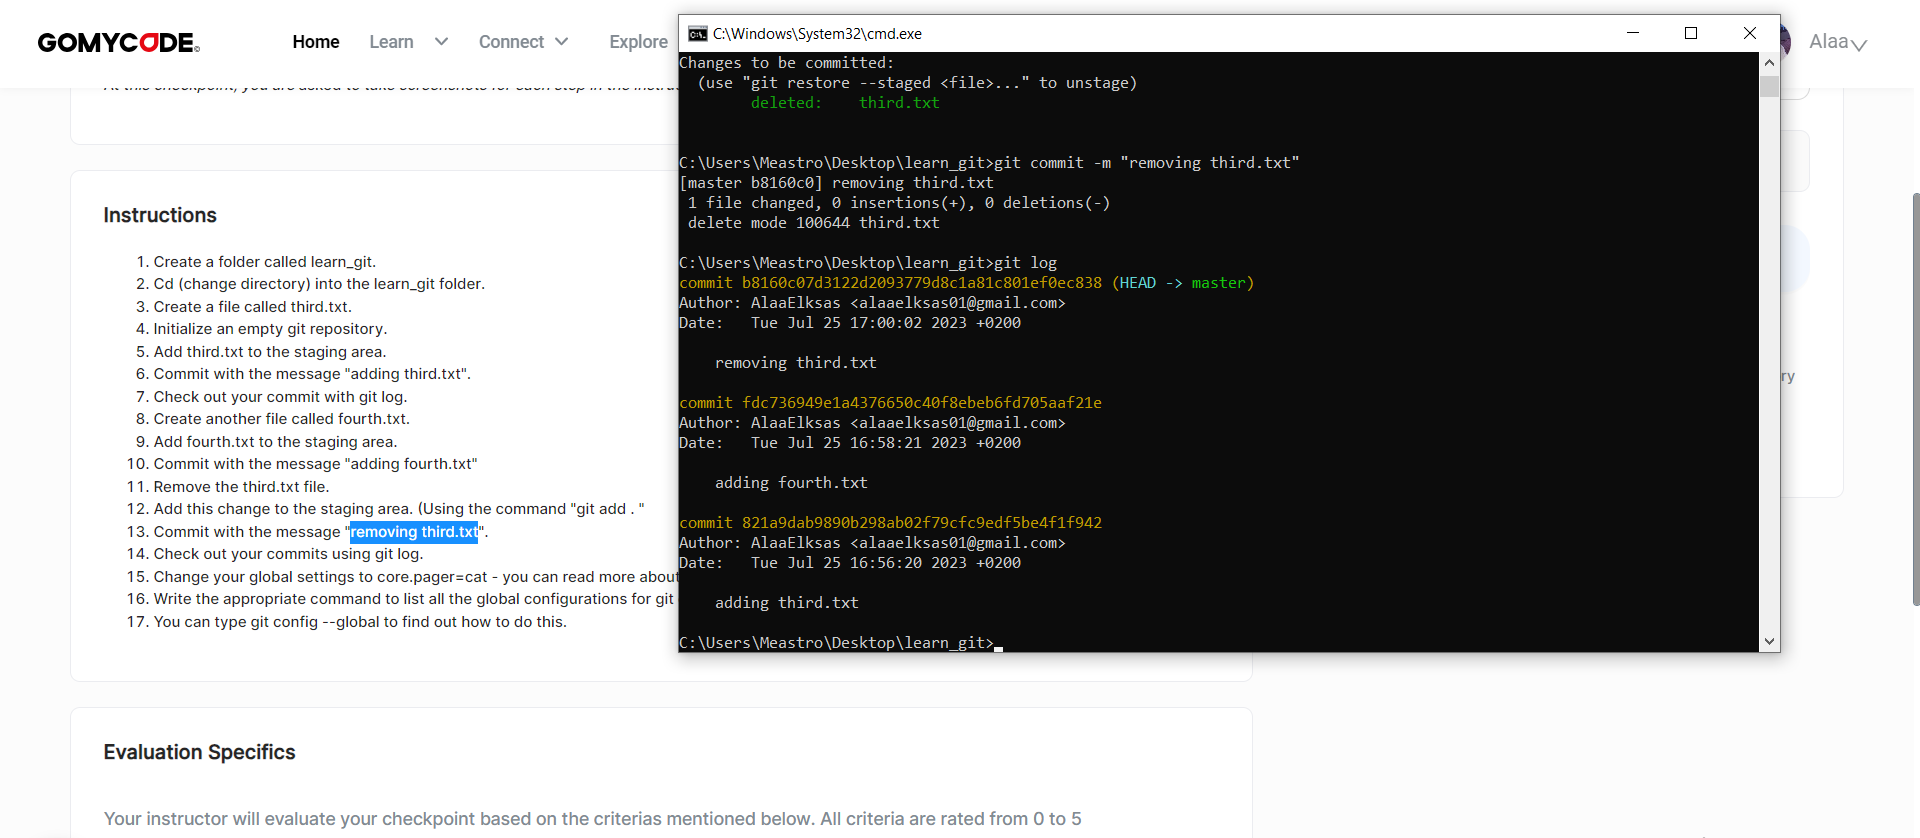 GOMYCODE
Home Learn Connect Explore
Alaa
At this checkpoint, you are asked to take screenshots for each step in the instruc
Instructions
1. Create a folder called learn_git.
2. Cd (change directory) into the learn_git folder.
3. Create a file called third.txt.
4. Initialize an empty git repository.
5. Add third.txt to the staging area.
6. Commit with the message "adding third.txt".
7. Check out your commit with git log.
8. Create another file called fourth.txt.
9. Add fourth.txt to the staging area.
10. Commit with the message "adding fourth.txt"
11. Remove the third.txt file.
12. Add this change to the staging area. (Using the command "git add . "
13. Commit with the message "removing third.txt".
14. Check out your commits using git log.
15. Change your global settings to core.pager=cat - you can read more about
16. Write the appropriate command to list all the global configurations for git
17. You can type git config --global to find out how to do this.
Evaluation Specifics
Your instructor will evaluate your checkpoint based on the criterias mentioned below. All criteria are rated from 0 to 5
C:\Windows\System32\cmd.exe
Changes to be committed:
(use "git restore --staged <file>..." to unstage)
deleted: third.txt
C:\Users\Meastro\Desktop\learn_git>git commit -m "removing third.txt"
[master b8160c0] removing third.txt
1 file changed, 0 insertions(+), 0 deletions(-)
delete mode 100644 third.txt
C:\Users\Meastro\Desktop\learn_git>git log
commit b8160c07d3122d2093779d8c1a81c801ef0ec838 (HEAD -> master)
Author: AlaaElksas <alaaelksas01@gmail.com>
Date: Tue Jul 25 17:00:02 2023 +0200
removing third.txt
commit fdc736949e1a4376650c40f8ebeb6fd705aaf21e
Author: AlaaElksas <alaaelksas01@gmail.com>
Date: Tue Jul 25 16:58:21 2023 +0200
adding fourth.txt
commit 821a9dab9890b298ab02f79cfc9edf5be4f1f942
Author: AlaaElksas <alaaelksas01@gmail.com>
Date: Tue Jul 25 16:56:20 2023 +0200
adding third.txt
C:\Users\Meastro\Desktop\learn_git>
ry